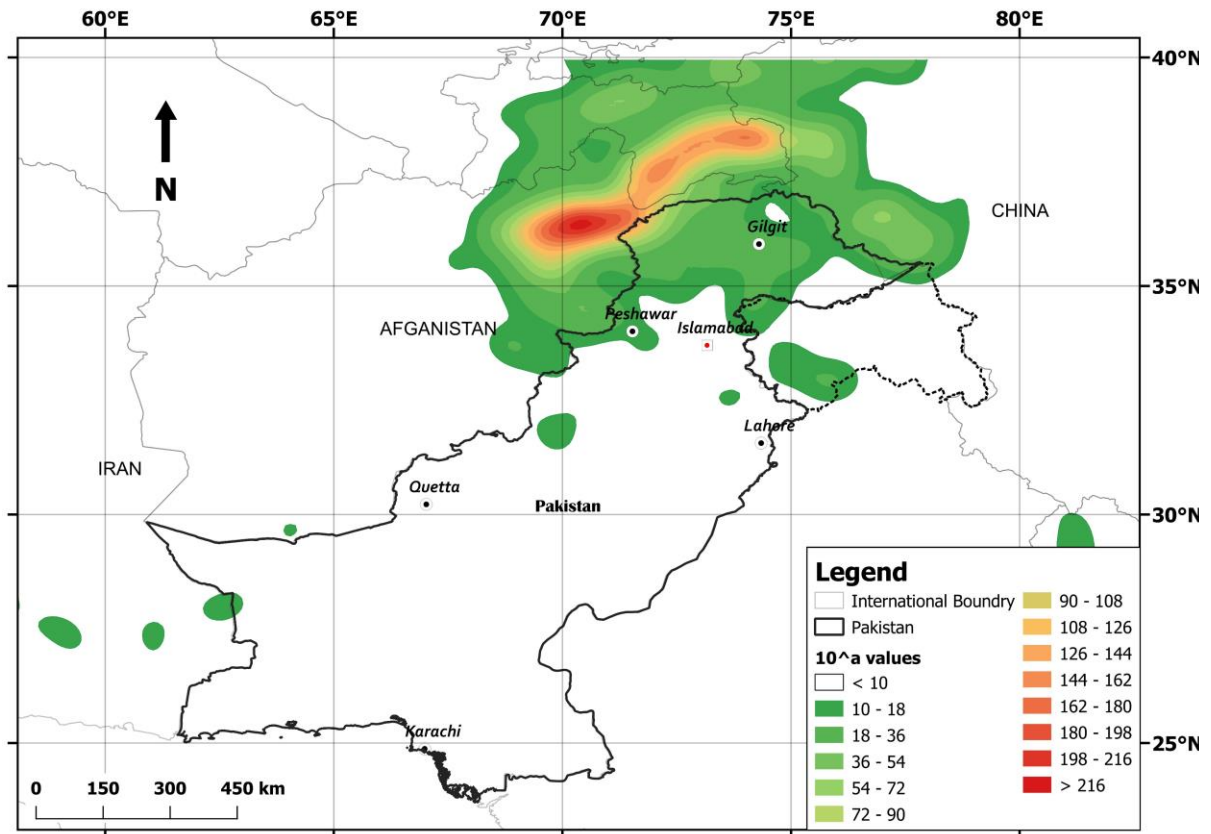 60°E 65°E 70°E 75°E 80°E
40°N
N
CHINA
Gilgit
35°N
AFGANISTAN
Peshawar
Islamabad
Lahore
IRAN
Quetta
Pakistan
30°N
Legend
International Boundry
Pakistan
10^a values
< 10
10 - 18
18 - 36
36 - 54
54 - 72
72 - 90
90 - 108
108 - 126
126 - 144
144 - 162
162 - 180
180 - 198
198 - 216
> 216
Karachi
25°N
0 150 300 450 km